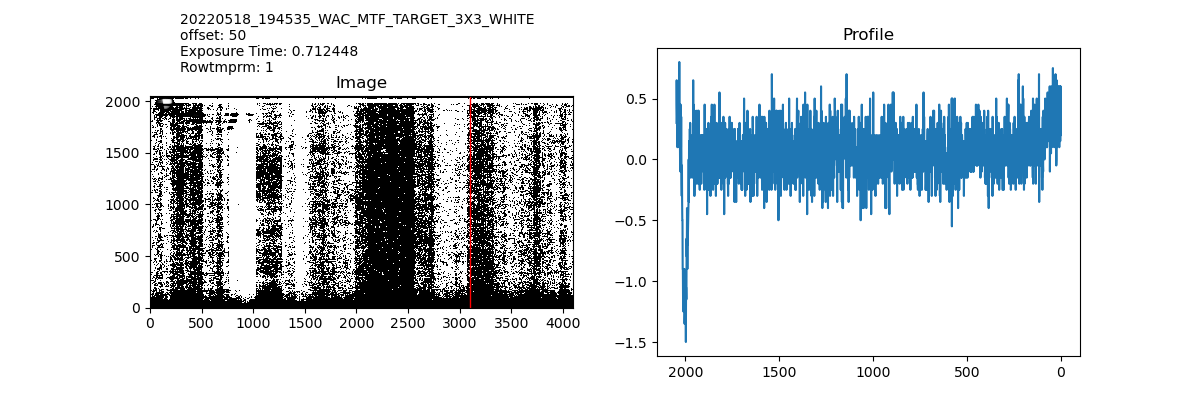 20220518_194535_WAC_MTF_TARGET_3X3_WHITE
offset: 50
Exposure Time: 0.712448
Rowtmprm: 1
Image
2000
1500
1000
500
0
0 500 1000 1500 2000 2500 3000 3500 4000
Profile
0.5
0.0
−0.5
−1.0
−1.5
2000 1500 1000 500 0